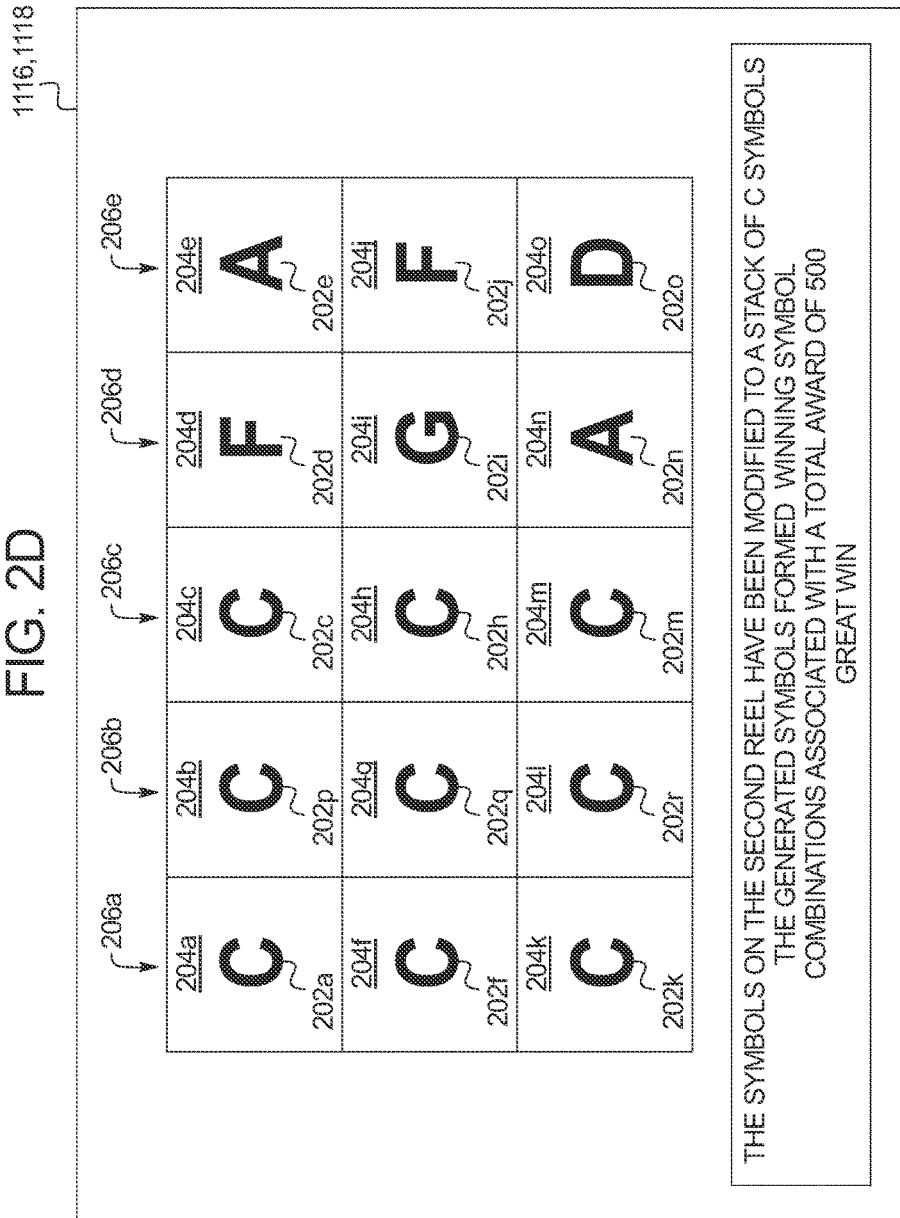 FIG. 2D
1116,1118
206a 206b 206c 206d 206e
204a 204b 204c 204d 204e
C C C F A
202a 202p 202c 202d 202e
204f 204g 204h 204i 204j
C C C G F
202f 202q 202h 202i 202j
204k 204l 204m 204n 204o
C C C A D
202k 202r 202m 202n 202o
THE SYMBOLS ON THE SECOND REEL HAVE BEEN MODIFIED TO A STACK OF C SYMBOLS
THE GENERATED SYMBOLS FORMED WINNING SYMBOL
COMBINATIONS ASSOCIATED WITH A TOTAL AWARD OF 500
GREAT WIN